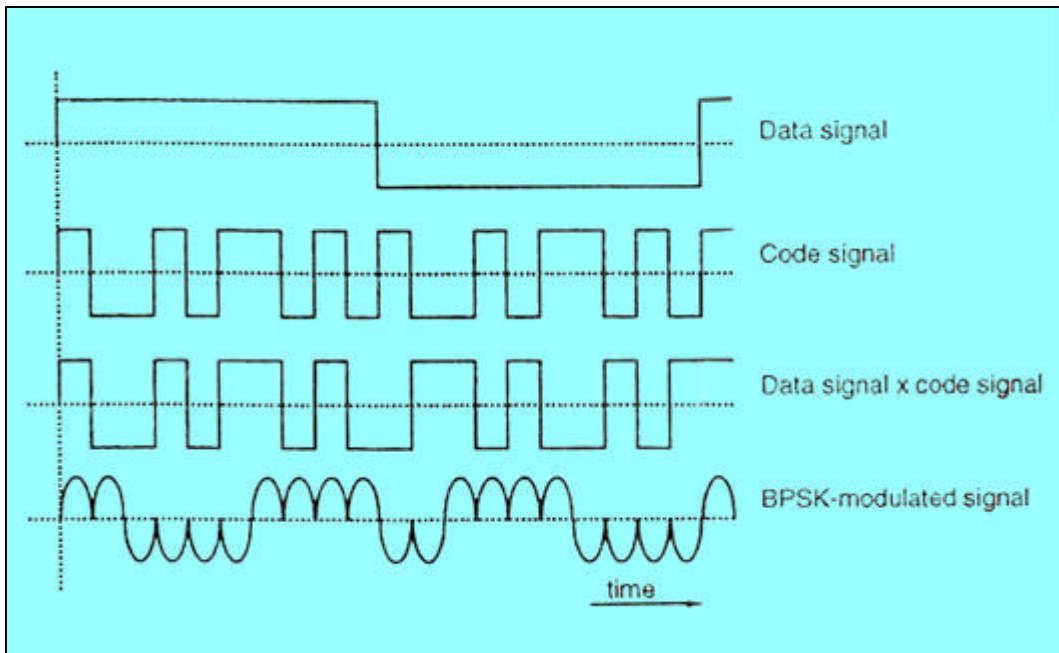 Data signal
Code signal
Data signal x code signal
BPSK-modulated signal
time